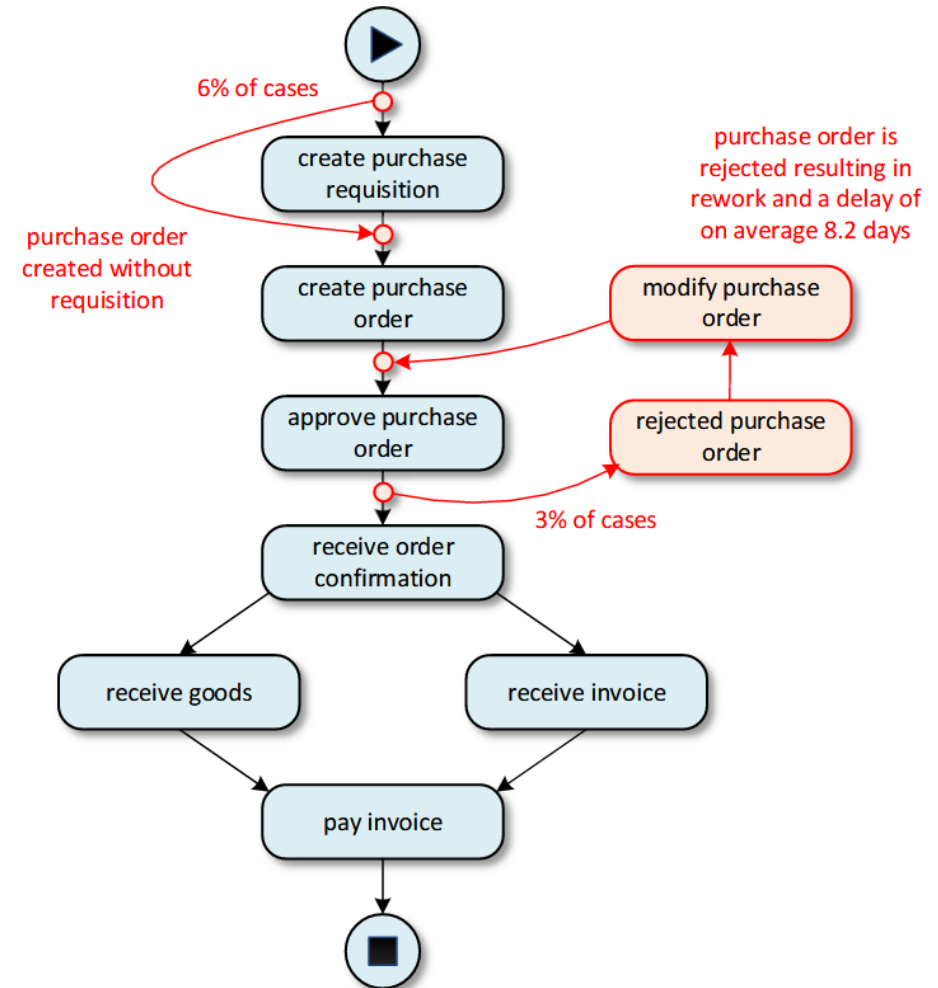 6% of cases
create purchase
requisition
purchase order
created without
requisition
purchase order is
rejected resulting in
rework and a delay of
on average 8.2 days
create purchase
order
modify purchase
order
approve purchase
order
rejected purchase
order
3% of cases
receive order
confirmation
receive goods
receive invoice
pay invoice